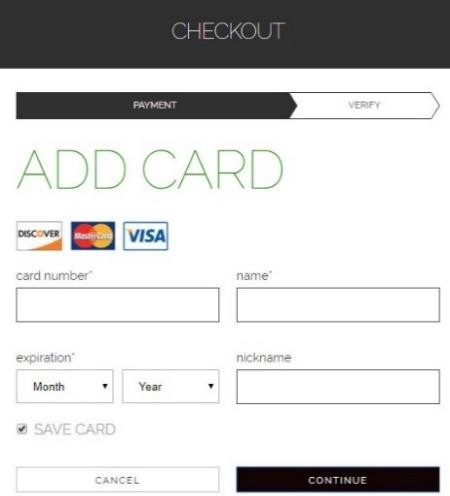 CHECKOUT
PAYMENT VERIFY
ADD CARD
DISCOVER MasterCard VISA
card number* name*
expiration* nickname
Month Year
SAVE CARD
CANCEL CONTINUE